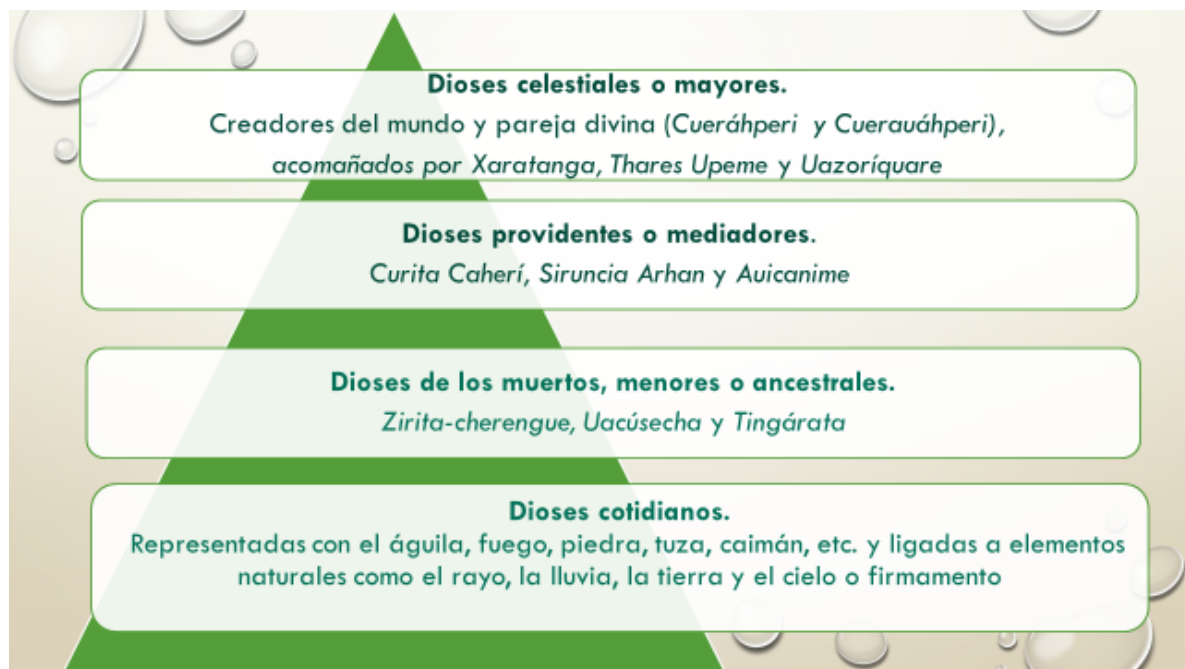 Dioses celestiales o mayores.
Creadores del mundo y pareja divina (Cueráhperi y Cuerauáhperi),
acomañados por Xaratanga, Thares Upeme y Uazoríquare
Dioses providentes o mediadores.
Curita Caherí, Siruncia Arhan y Auicanime
Dioses de los muertos, menores o ancestrales.
Zirita-cherengue, Uacúsecha y Tingárata
Dioses cotidianos.
Representadas con el águila, fuego, piedra, tuza, caimán, etc. y ligadas a elementos
naturales como el rayo, la lluvia, la tierra y el cielo o firmamento